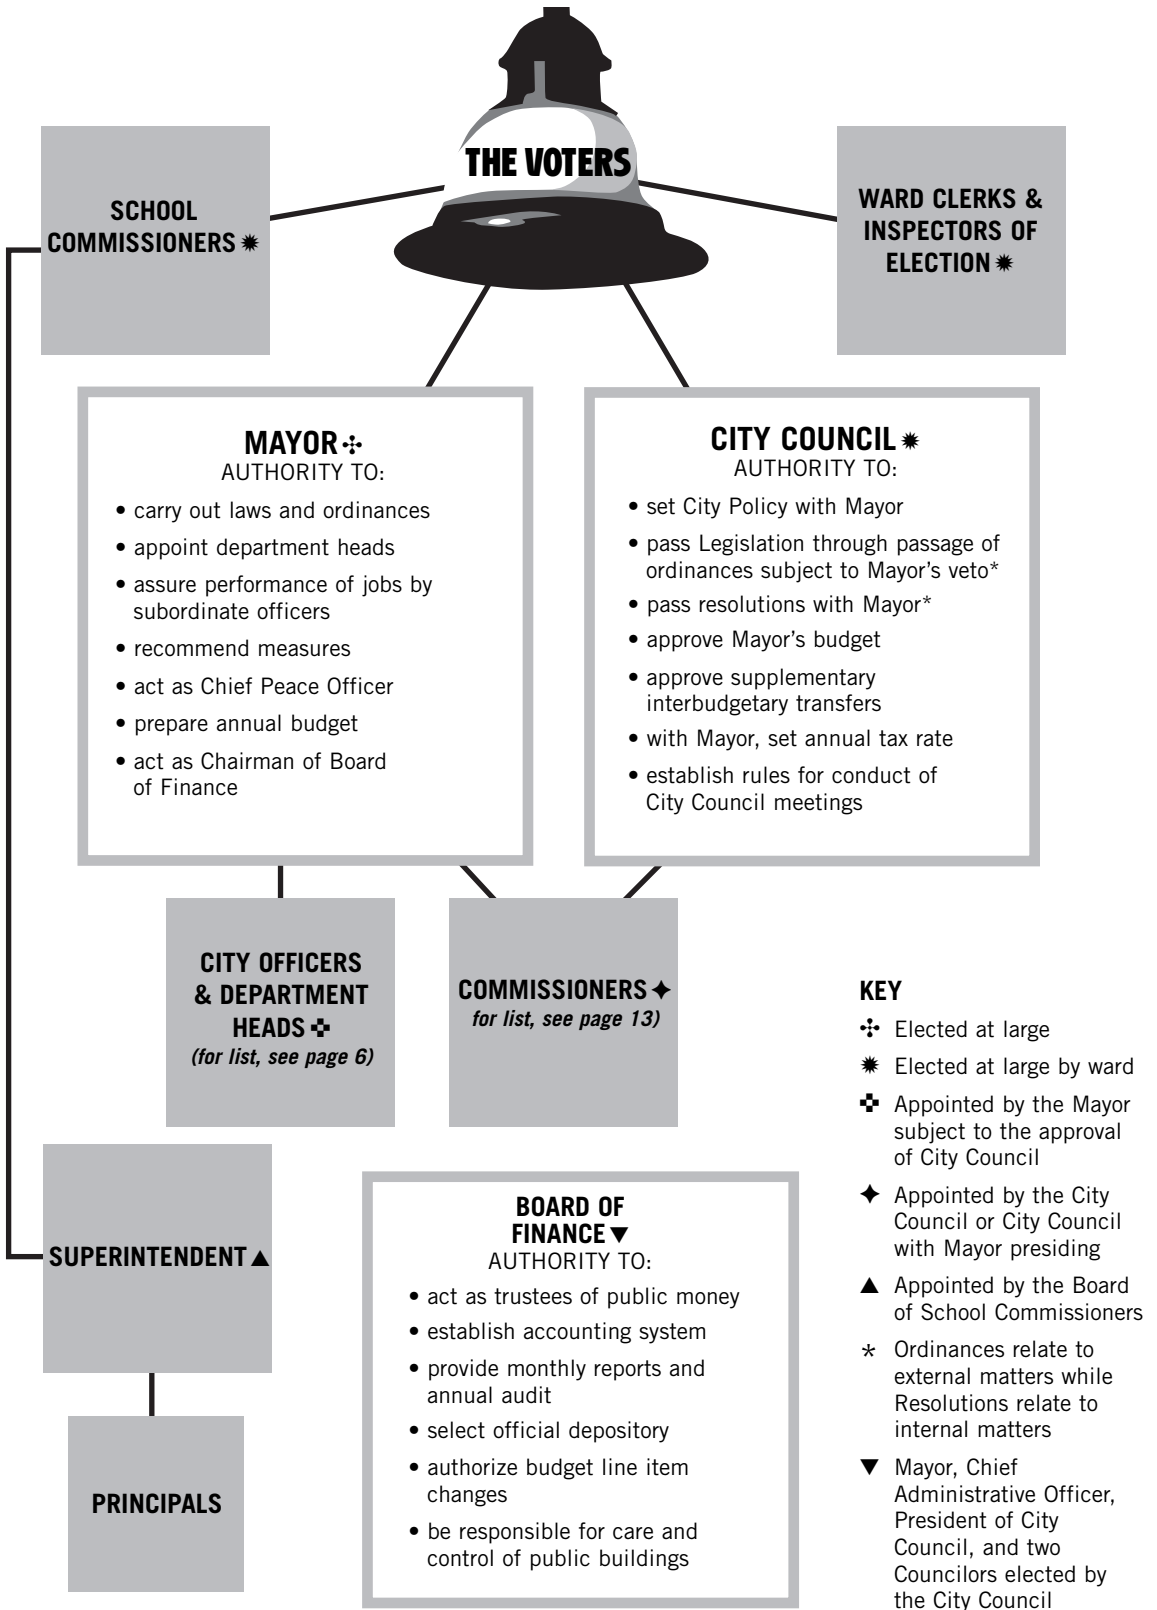 THE VOTERS
SCHOOL
COMMISSIONERS ✹
WARD CLERKS &
INSPECTORS OF
ELECTION ✹
MAYOR ✣
AUTHORITY TO:
• carry out laws and ordinances
• appoint department heads
• assure performance of jobs by
subordinate officers
• recommend measures
• act as Chief Peace Officer
• prepare annual budget
• act as Chairman of Board
of Finance
CITY COUNCIL ✹
AUTHORITY TO:
• set City Policy with Mayor
• pass Legislation through passage of
ordinances subject to Mayor's veto*
• pass resolutions with Mayor*
• approve Mayor's budget
• approve supplementary
interbudgetary transfers
• with Mayor, set annual tax rate
• establish rules for conduct of
City Council meetings
CITY OFFICERS
& DEPARTMENT
HEADS ✜
(for list, see page 6)
COMMISSIONERS ✦
for list, see page 13)
SUPERINTENDENT ▲
PRINCIPALS
BOARD OF
FINANCE ▼
AUTHORITY TO:
• act as trustees of public money
• establish accounting system
• provide monthly reports and
annual audit
• select official depository
• authorize budget line item
changes
• be responsible for care and
control of public buildings
KEY
✣ Elected at large
✹ Elected at large by ward
✜ Appointed by the Mayor
subject to the approval
of City Council
✦ Appointed by the City
Council or City Council
with Mayor presiding
▲ Appointed by the Board
of School Commissioners
* Ordinances relate to
external matters while
Resolutions relate to
internal matters
▼ Mayor, Chief
Administrative Officer,
President of City
Council, and two
Councilors elected by
the City Council